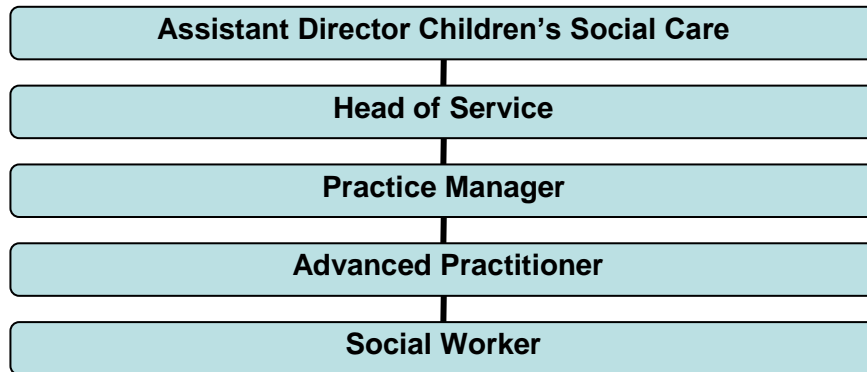 Assistant Director Children’s Social Care
Head of Service
Practice Manager
Advanced Practitioner
Social Worker